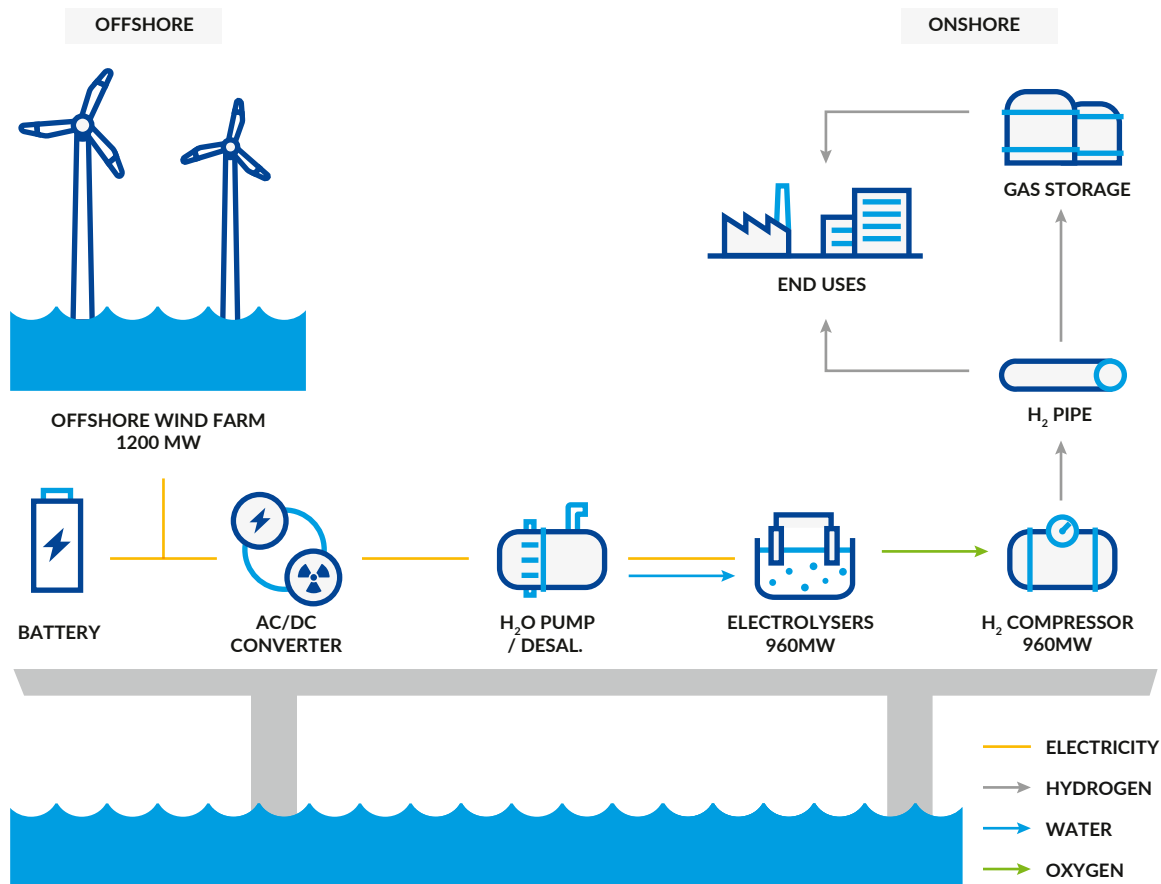 OFFSHORE
ONSHORE
GAS STORAGE
END USES
H₂ PIPE
OFFSHORE WIND FARM
1200 MW
BATTERY
AC/DC
CONVERTER
H₂O PUMP
/ DESAL.
ELECTROLYSERS
960MW
H₂ COMPRESSOR
960MW
ELECTRICITY
HYDROGEN
WATER
OXYGEN